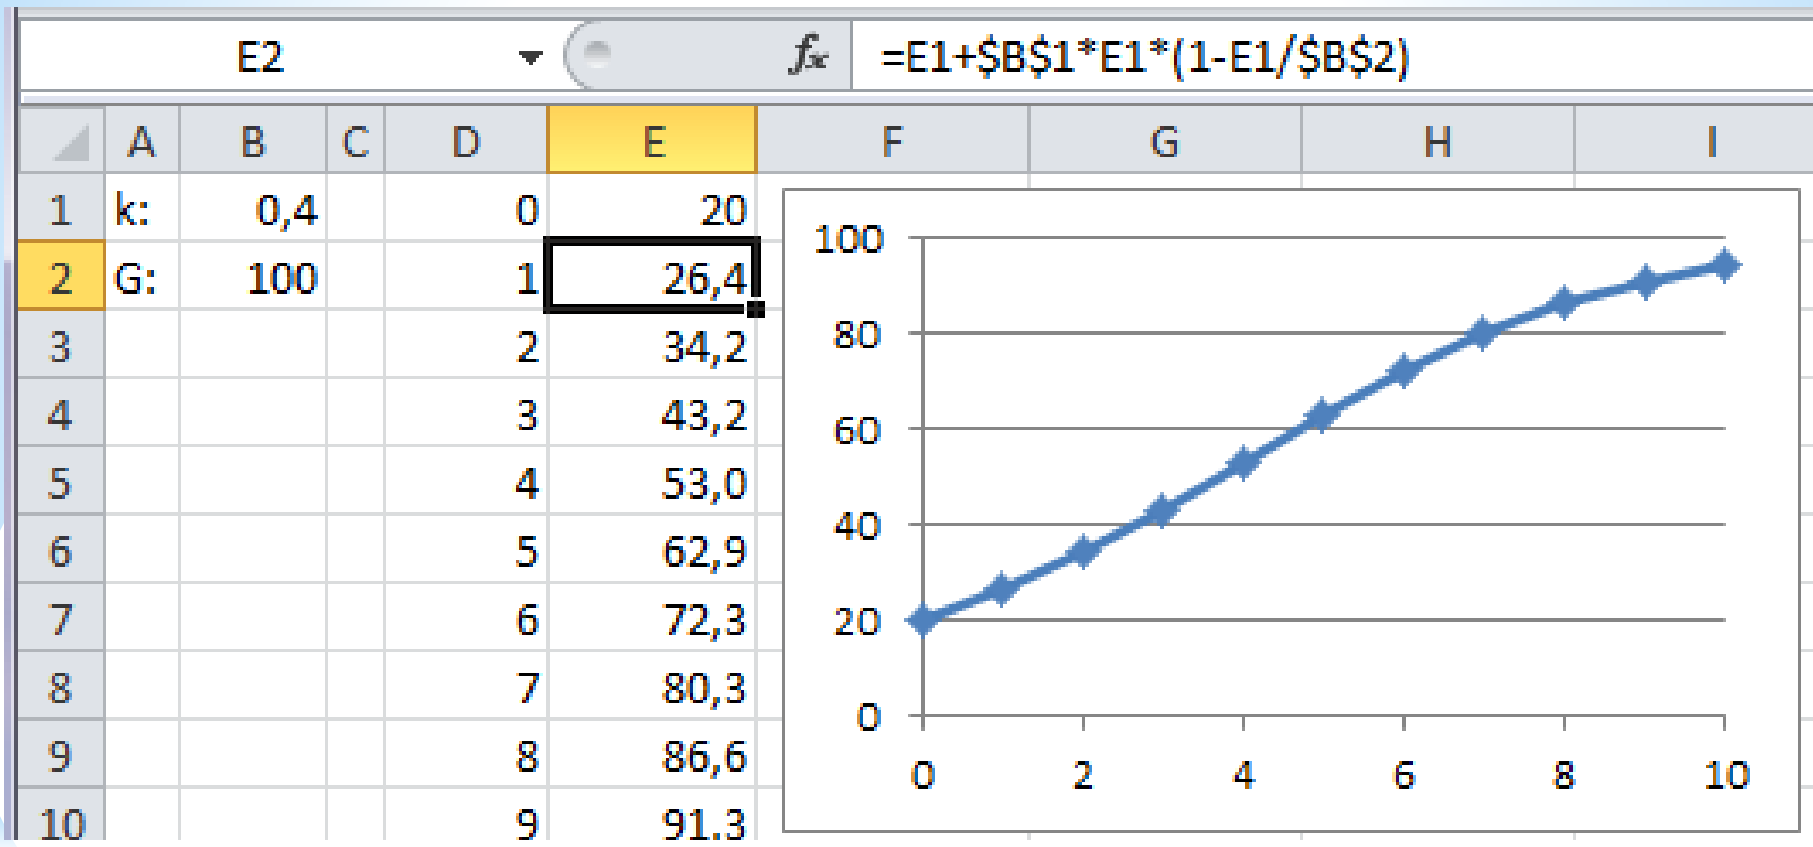 E2 fx =E1+$B$1*E1*(1-E1/$B$2)
A B C D E F G H I
1 k: 0,4 0 20
2 G: 100 1 26,4
3 2 34,2
4 3 43,2
5 4 53,0
6 5 62,9
7 6 72,3
8 7 80,3
9 8 86,6
10 9 91,3
100
80
60
40
20
0
0 2 4 6 8 10